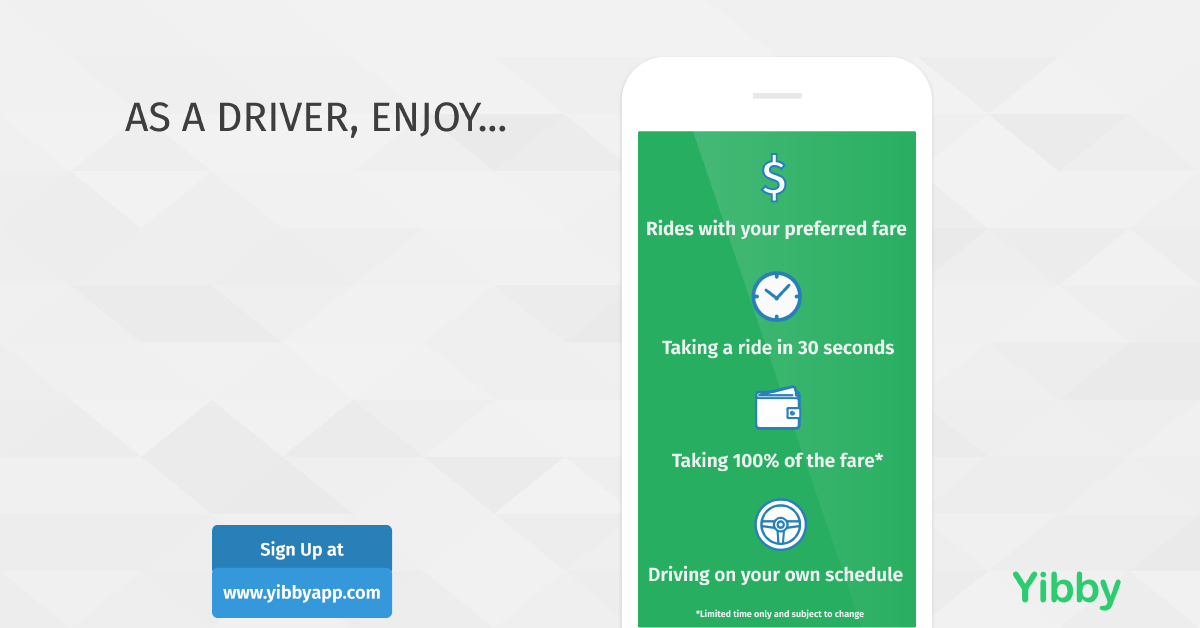 AS A DRIVER, ENJOY...
$
Rides with your preferred fare
Taking a ride in 30 seconds
Taking 100% of the fare*
Driving on your own schedule
*Limited time only and subject to change
Sign Up at
www.yibbyapp.com
Yibby